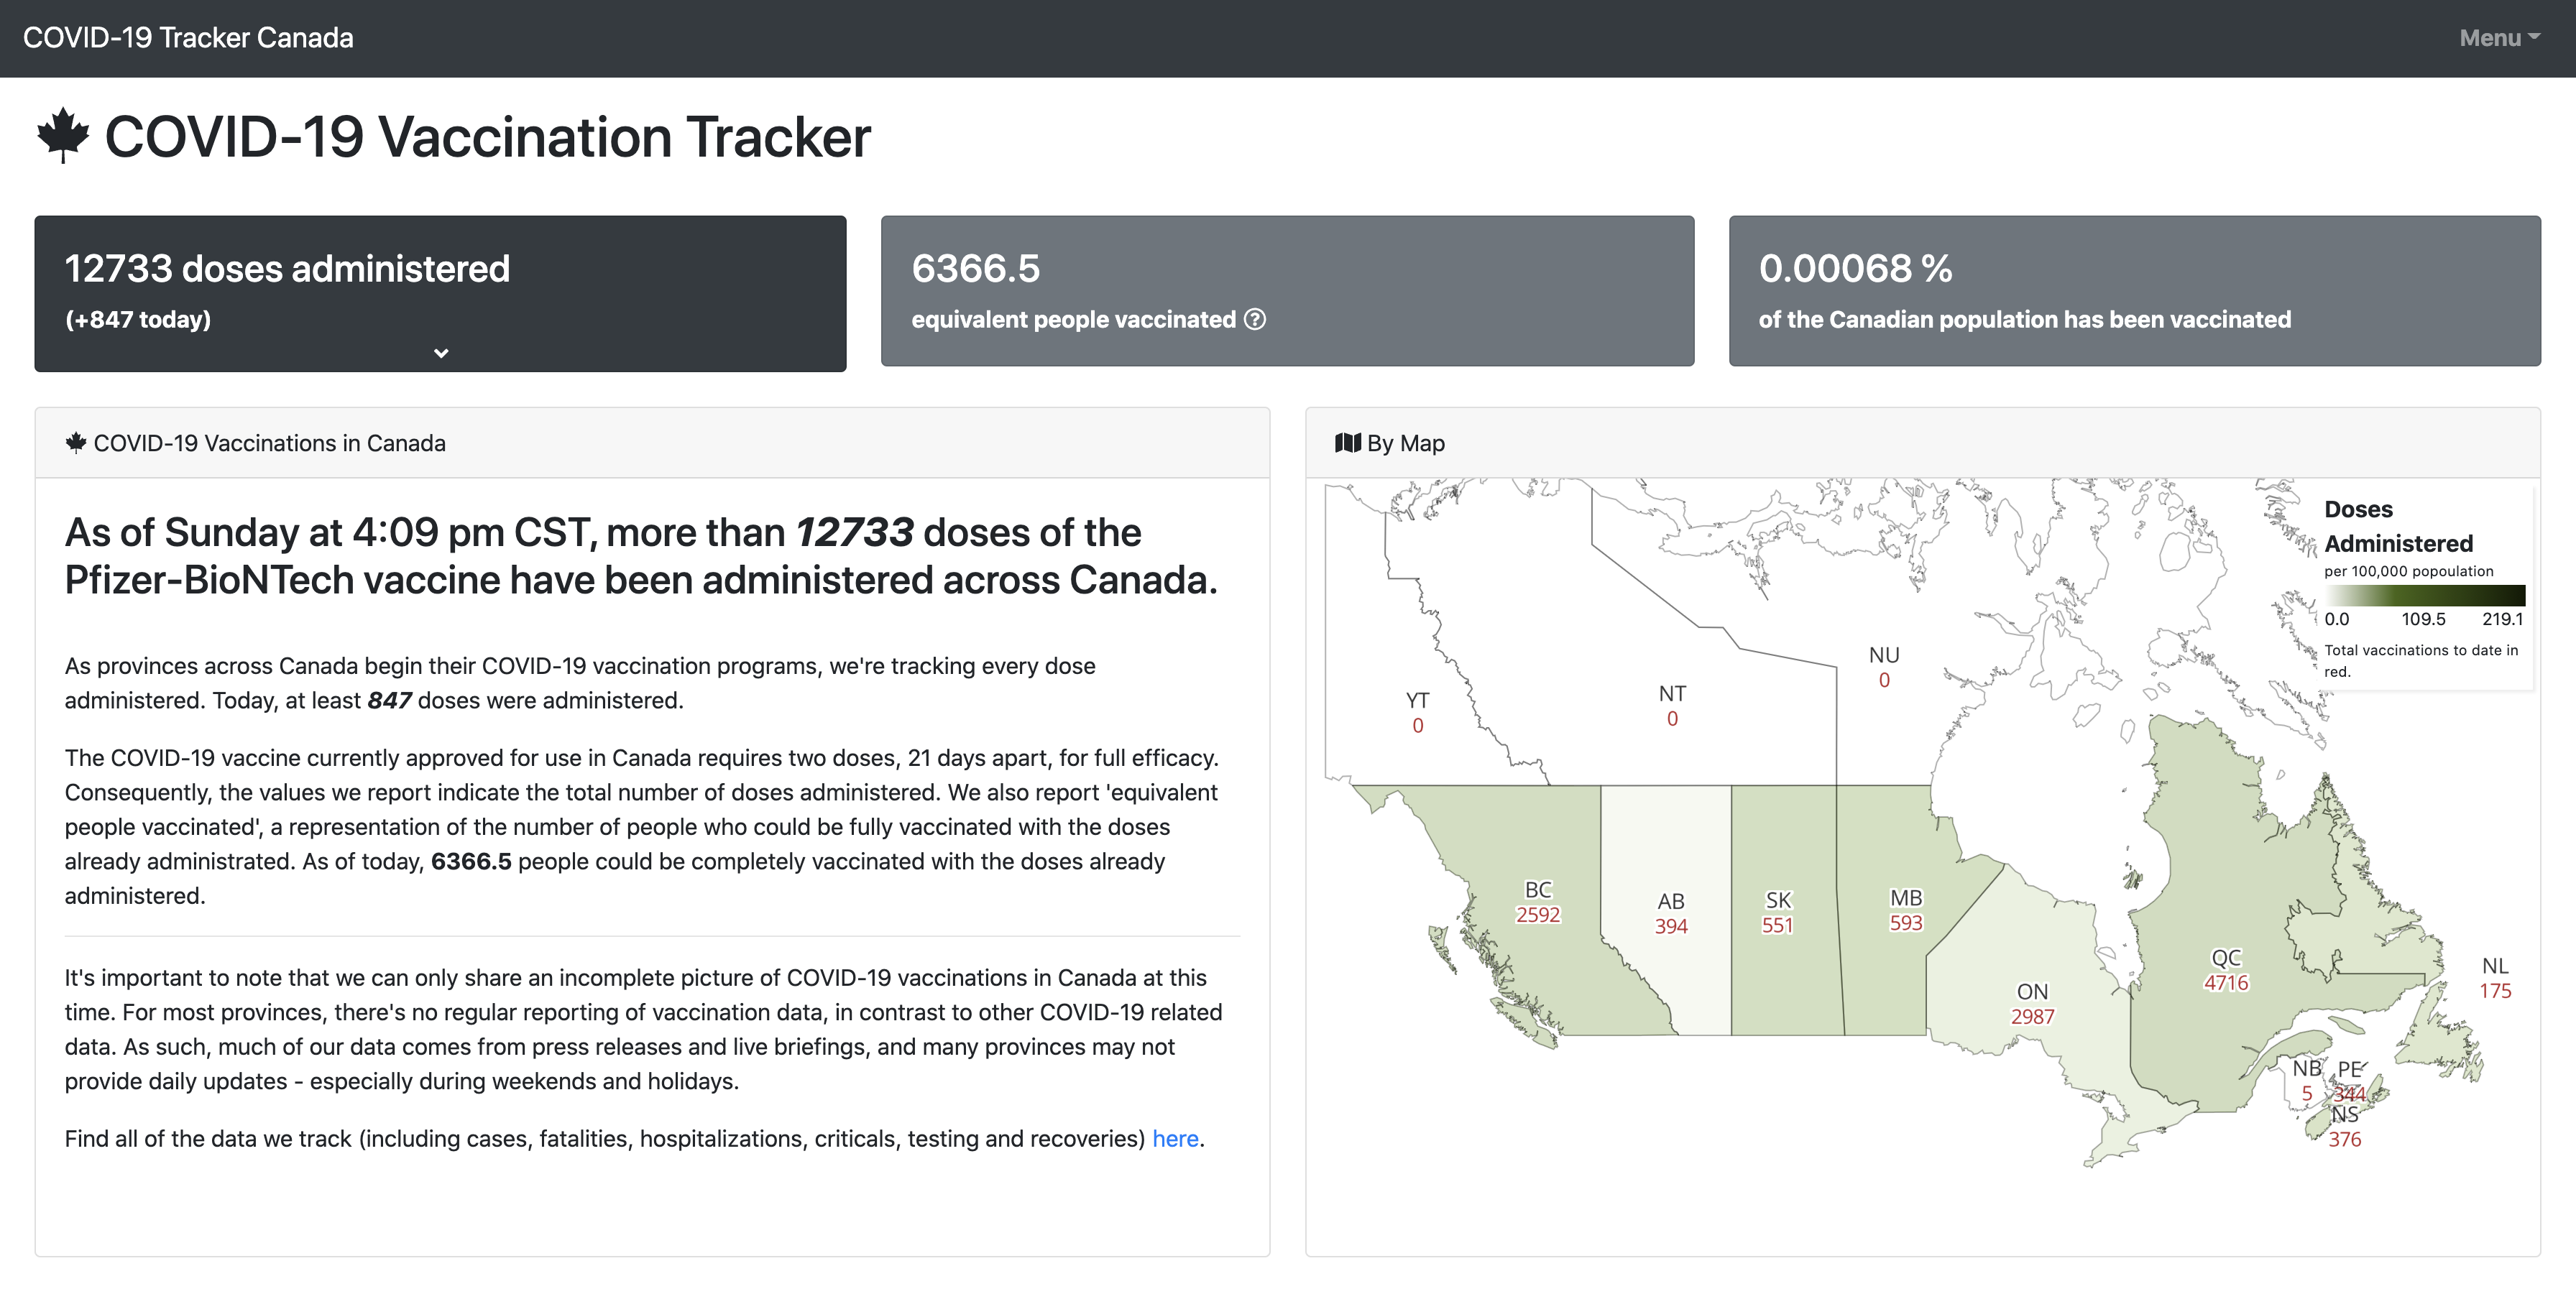 COVID-19 Tracker Canada
Menu
COVID-19 Vaccination Tracker
12733 doses administered
(+847 today)
6366.5
equivalent people vaccinated
0.00068 %
of the Canadian population has been vaccinated
COVID-19 Vaccinations in Canada
As of Sunday at 4:09 pm CST, more than 12733 doses of the
Pfizer-BioNTech vaccine have been administered across Canada.
As provinces across Canada begin their COVID-19 vaccination programs, we're tracking every dose
administered. Today, at least 847 doses were administered.
The COVID-19 vaccine currently approved for use in Canada requires two doses, 21 days apart, for full efficacy.
Consequently, the values we report indicate the total number of doses administered. We also report 'equivalent
people vaccinated', a representation of the number of people who could be fully vaccinated with the doses
already administrated. As of today, 6366.5 people could be completely vaccinated with the doses already
administered.
It's important to note that we can only share an incomplete picture of COVID-19 vaccinations in Canada at this
time. For most provinces, there's no regular reporting of vaccination data, in contrast to other COVID-19 related
data. As such, much of our data comes from press releases and live briefings, and many provinces may not
provide daily updates - especially during weekends and holidays.
Find all of the data we track (including cases, fatalities, hospitalizations, criticals, testing and recoveries) here.
By Map
Doses
Administered
per 100,000 popoulation
0.0 109.5 219.1
Total vaccinations to date in
red.
YT
0
NT
0
NU
0
BC
2592
AB
394
SK
551
MB
593
ON
2987
QC
4716
NL
175
NB
5
PE
344
NS
376